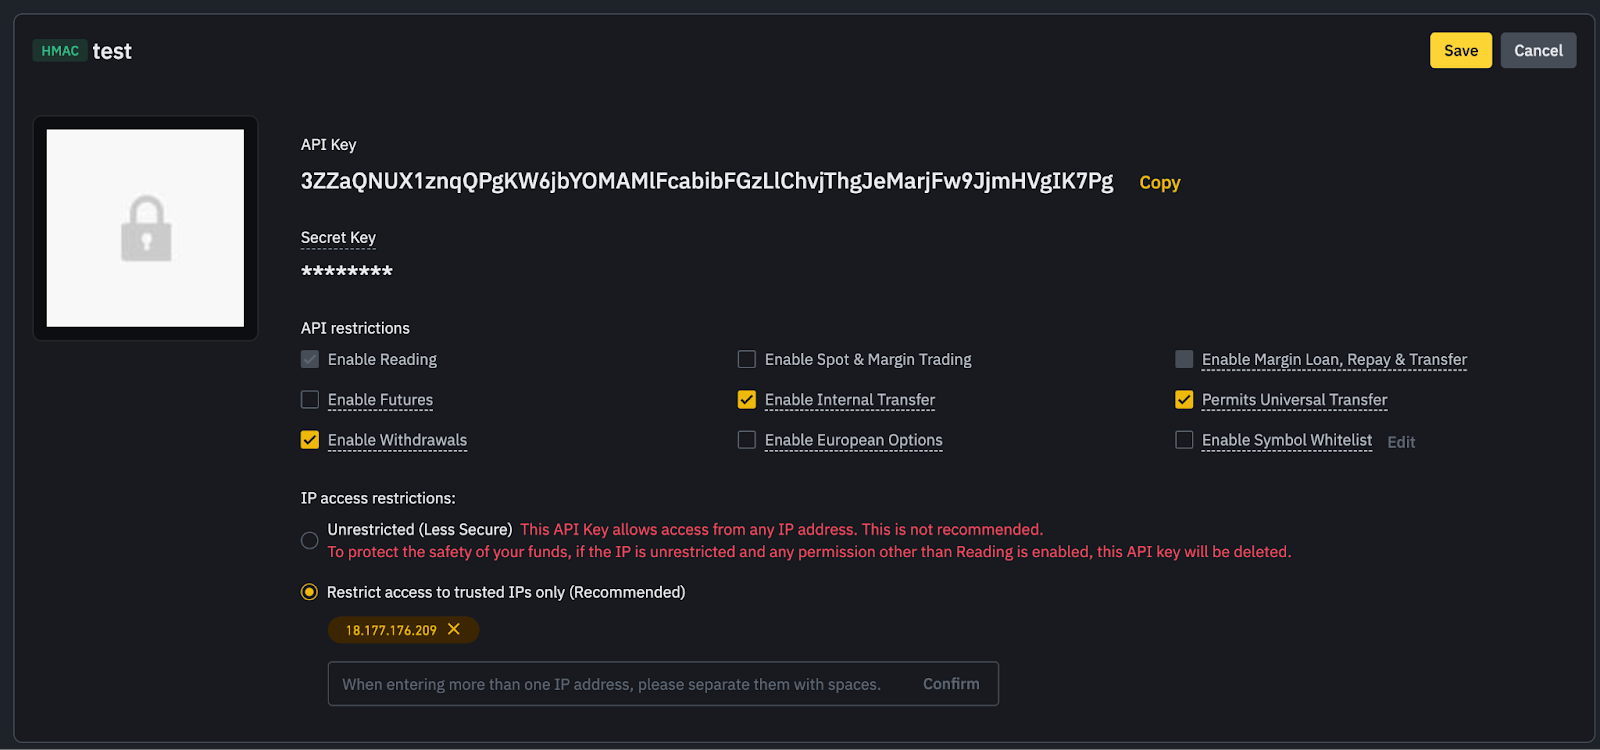 HMAC test
Save Cancel
API Key
3ZZaQNUX1znqQPgKW6jbYOMAMlFcabibFGzLlChvjThgJeMarjFw9JjmHVgIK7Pg Copy
Secret Key
********
API restrictions
Enable Reading Enable Spot & Margin Trading Enable Margin Loan, Repay & Transfer
Enable Futures Enable Internal Transfer Permits Universal Transfer
Enable Withdrawals Enable European Options Enable Symbol Whitelist Edit
IP access restrictions:
Unrestricted (Less Secure) This API Key allows access from any IP address. This is not recommended.
To protect the safety of your funds, if the IP is unrestricted and any permission other than Reading is enabled, this API key will be deleted.
Restrict access to trusted IPs only (Recommended)
18.177.176.209
When entering more than one IP address, please separate them with spaces. Confirm